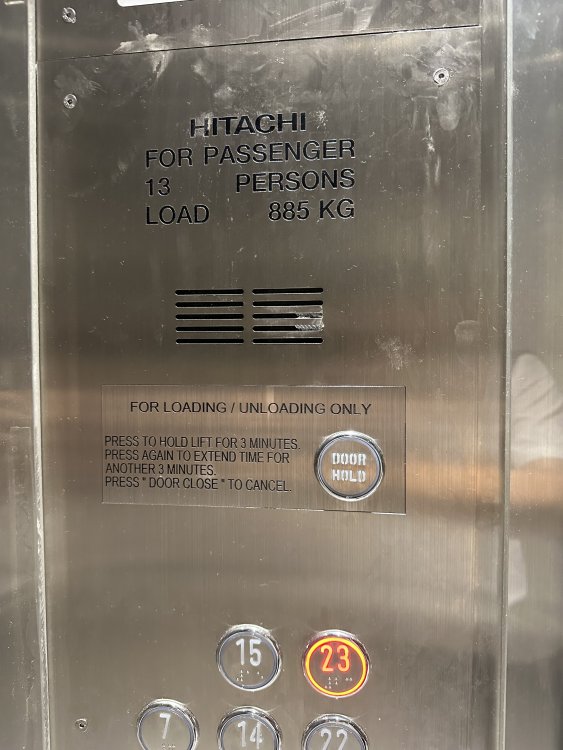 HITACHI
FOR PASSENGER
13 PERSONS
LOAD 885 KG
FOR LOADING / UNLOADING ONLY
PRESS TO HOLD LIFT FOR 3 MINUTES.
PRESS AGAIN TO EXTEND TIME FOR
ANOTHER 3 MINUTES.
PRESS " DOOR CLOSE " TO CANCEL.
DOOR
HOLD
15 23
7 14 22